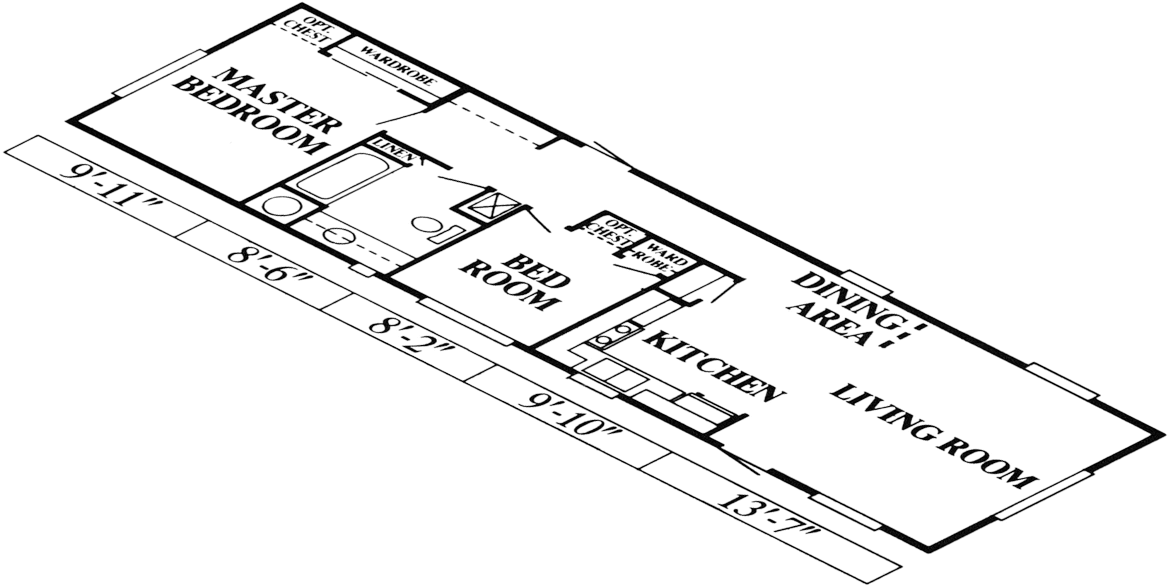 OPT.
CHEST
WARDROBE
MASTER
BEDROOM
LINEN
OPT.
CHEST
WARD
ROBE
BED
ROOM
DINING
AREA
KITCHEN
LIVING ROOM
9'-11"
8'-6"
8'-2"
9'-10"
13'-7"